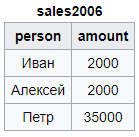 sales2006
person amount
Иван 2000
Алексей 2000
Петр 35000